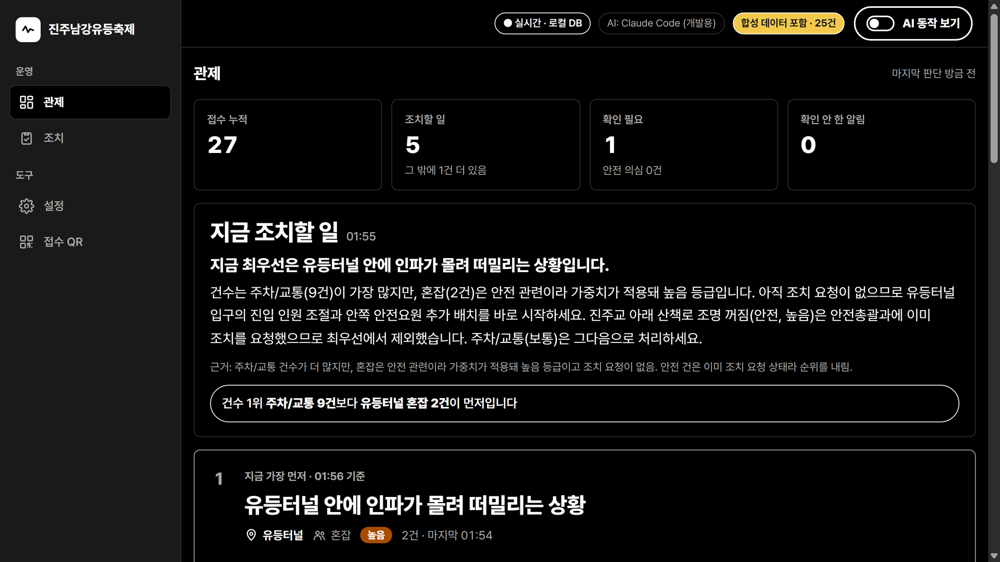 진주남강유등축제
운영
관제
조치
도구
설정
접수 QR
실시간 · 로컬 DB
AI: Claude Code (개발용)
합성 데이터 포함 · 25건
AI 동작 보기
관제
마지막 판단 방금 전
접수 누적
27
조치할 일
5
그 밖에 1건 더 있음
확인 필요
1
안전 의심 0건
확인 안 한 알림
0
지금 조치할 일 01:55
지금 최우선은 유등터널 안에 인파가 몰려 떠밀리는 상황입니다.
건수는 주차/교통(9건)이 가장 많지만, 혼잡(2건)은 안전 관련이라 가중치가 적용돼 높음 등급입니다. 아직 조치 요청이 없으므로 유등터널
입구의 진입 인원 조절과 안쪽 안전요원 추가 배치를 바로 시작하세요. 진주교 아래 산책로 조명 꺼짐(안전, 높음)은 안전총괄과에 이미
조치를 요청했으므로 최우선에서 제외했습니다. 주차/교통(보통)은 그다음으로 처리하세요.
근거: 주차/교통 건수가 더 많지만, 혼잡은 안전 관련이라 가중치가 적용돼 높음 등급이고 조치 요청이 없음. 안전 건은 이미 조치 요청 상태라 순위를 내림.
건수 1위 주차/교통 9건보다 유등터널 혼잡 2건이 먼저입니다
1
지금 가장 먼저 · 01:56 기준
유등터널 안에 인파가 몰려 떠밀리는 상황
유등터널 혼잡 높음 2건 · 마지막 01:54